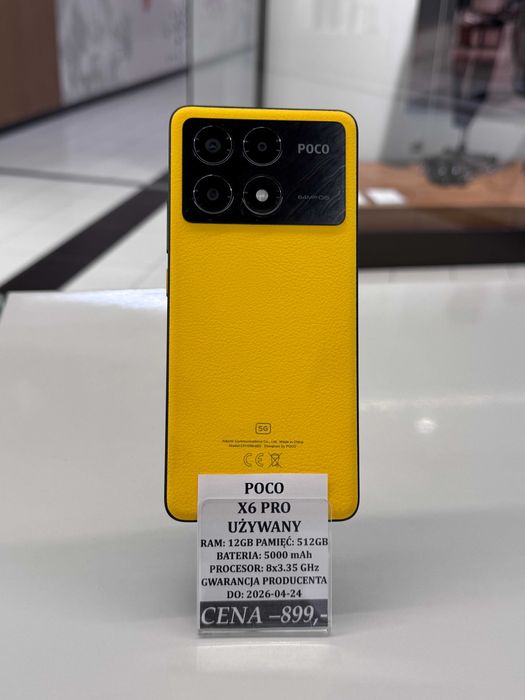 POCO
64MP OIS
5G
POCO
X6 PRO
UŻYWANY
RAM: 12GB PAMIĘĆ: 512GB
BATERIA: 5000 mAh
PROCESOR: 8x3.35 GHz
GWARANCJA PRODUCENTA
DO: 2026-04-24
CENA –899,-